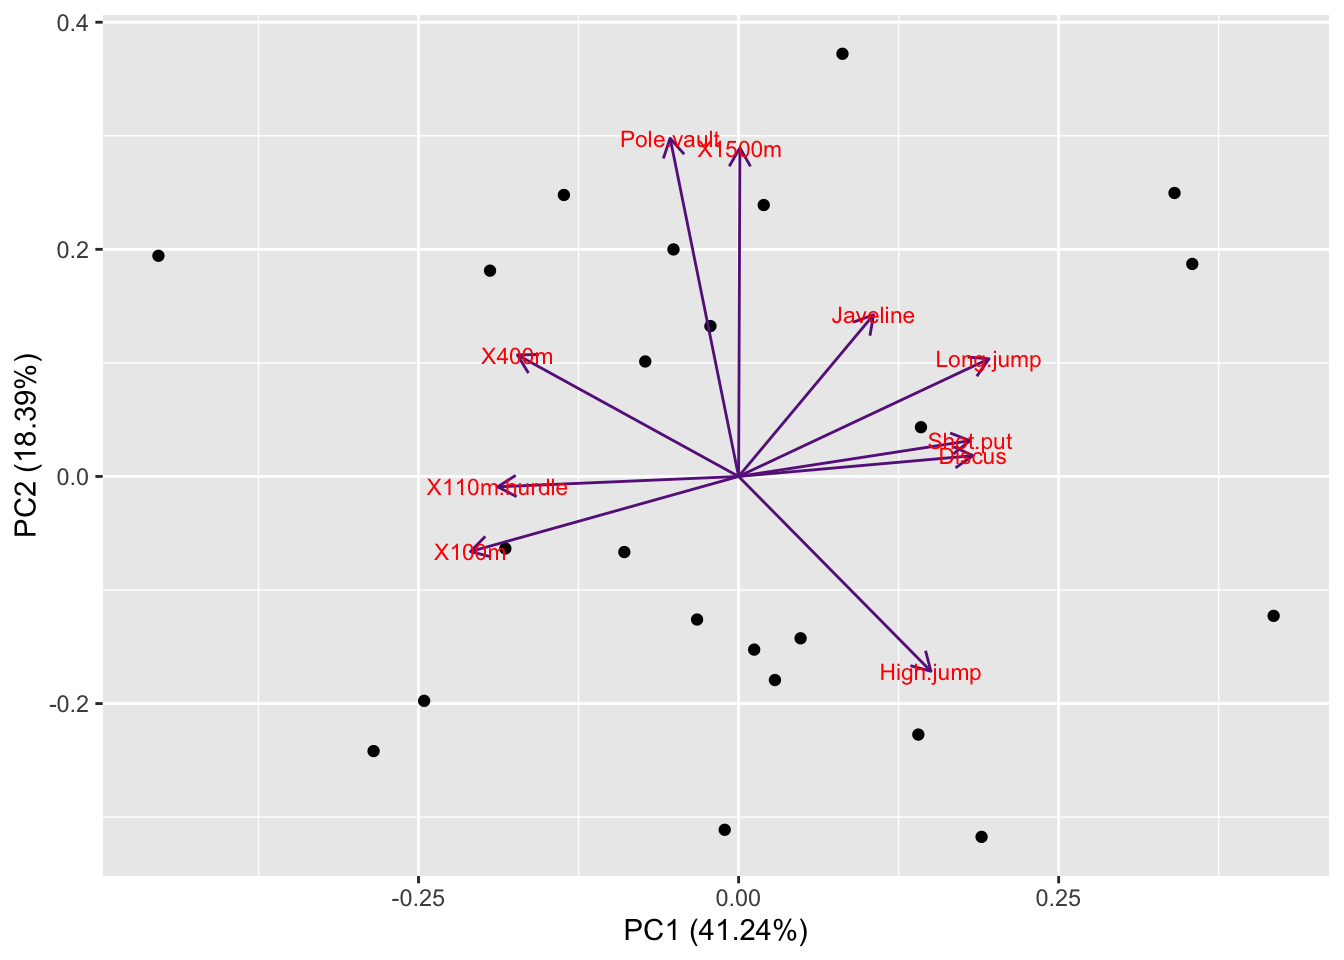 0.4
0.2
0.0
-0.2
PC2 (18.39%)
Pole.vault
X1500m
Javeline
X400m
Long.jump
Shot.put
Discus
X110m.hurdle
X100m
High.jump
-0.25
0.00
0.25
PC1 (41.24%)